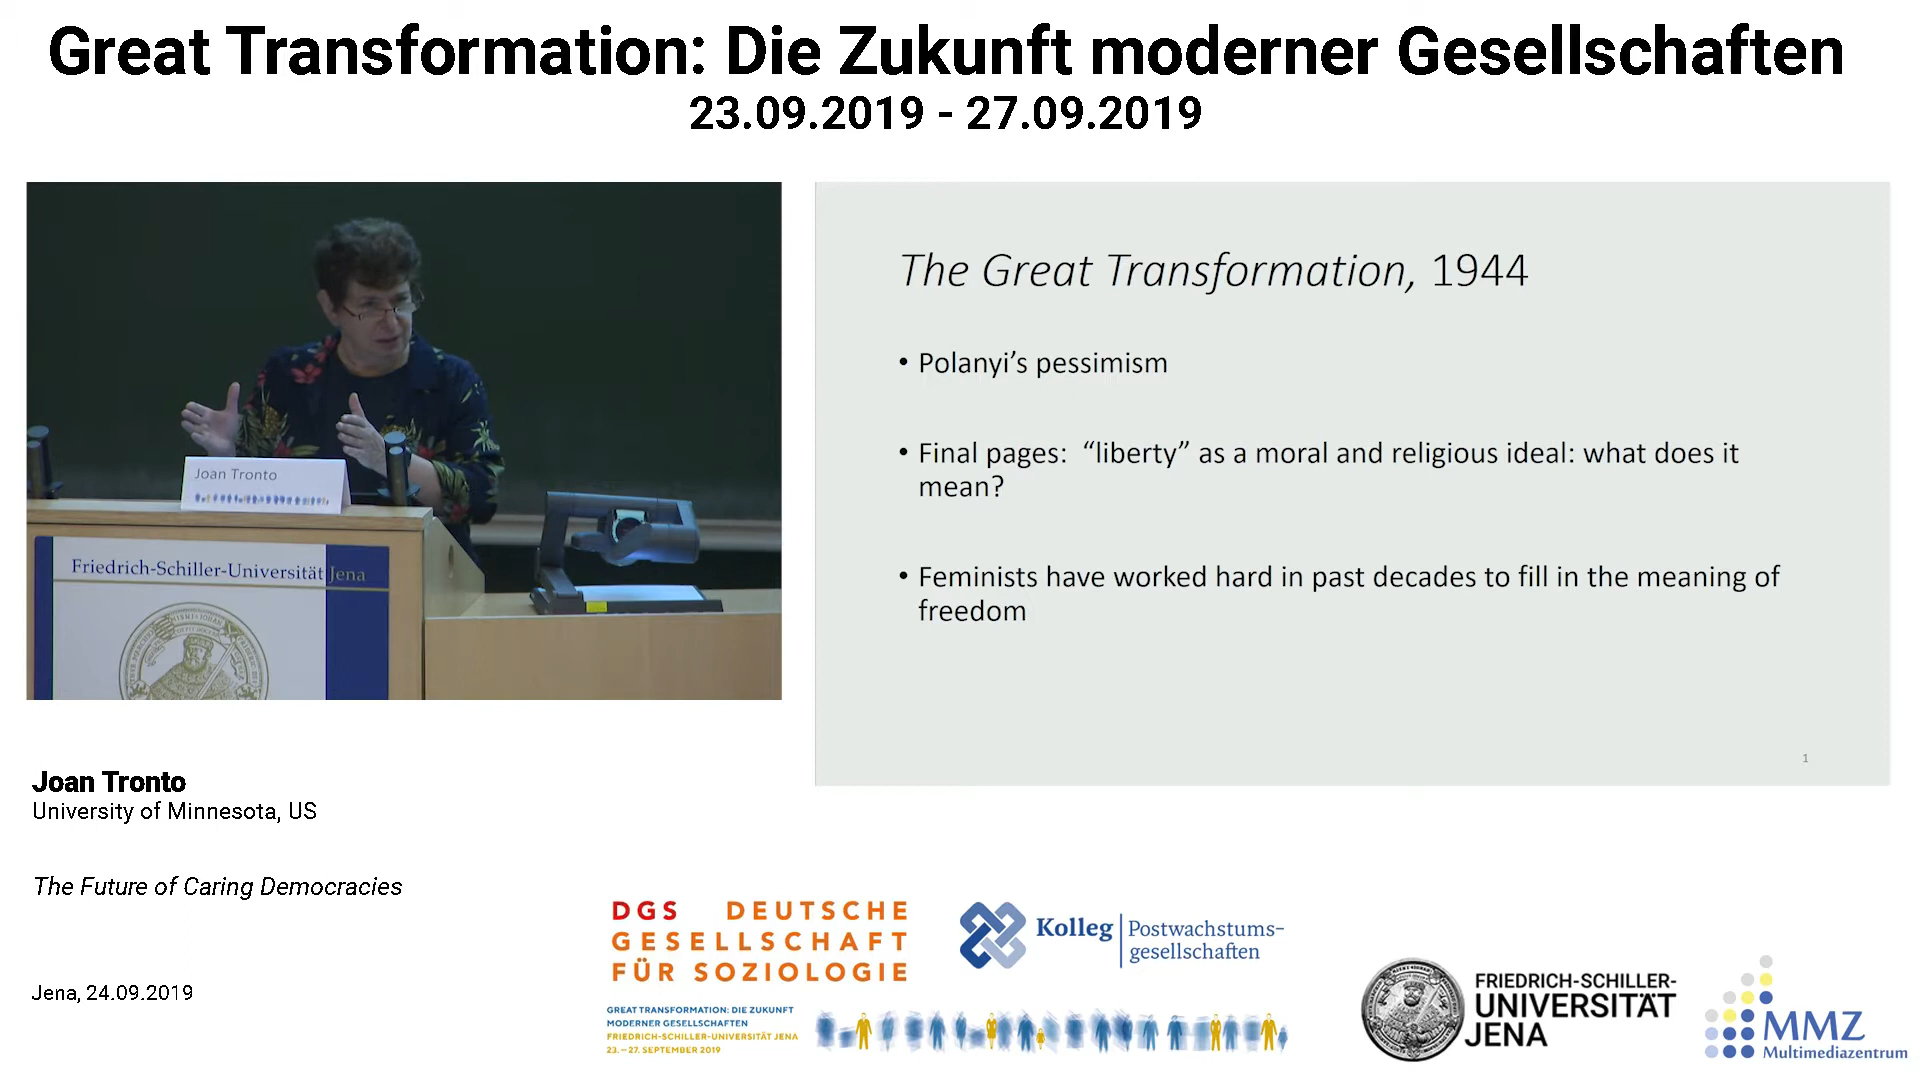 Great Transformation: Die Zukunft moderner Gesellschaften
23.09.2019 - 27.09.2019
Joan Tronto
Friedrich-Schiller-Universität Jena
The Great Transformation, 1944
• Polanyi’s pessimism
• Final pages: “liberty” as a moral and religious ideal: what does it
mean?
• Feminists have worked hard in past decades to fill in the meaning of
freedom
1
Joan Tronto
University of Minnesota, US
The Future of Caring Democracies
Jena, 24.09.2019
DGS DEUTSCHE
GESELLSCHAFT
FÜR SOZIOLOGIE
GREAT TRANSFORMATION: DIE ZUKUNFT
MODERNER GESELLSCHAFTEN
FRIEDRICH-SCHILLER-UNIVERSITÄT JENA
23. – 27. SEPTEMBER 2019
Kolleg
Postwachstums-
gesellschaften
FRIEDRICH-SCHILLER-
UNIVERSITÄT
JENA
MMZ
Multimediazentrum